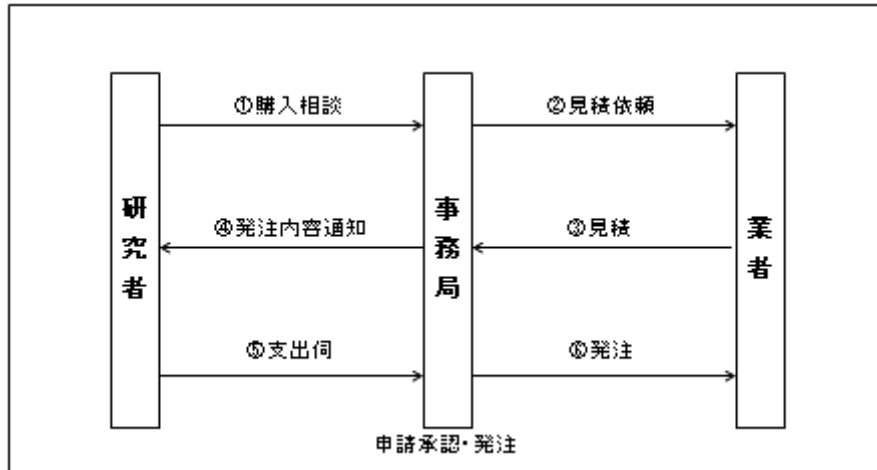 ①購入相談
②見積依頼
研究者
事務局
業者
④発注内容通知
③見積
⑤支出伺
⑥発注
申請承認・発注